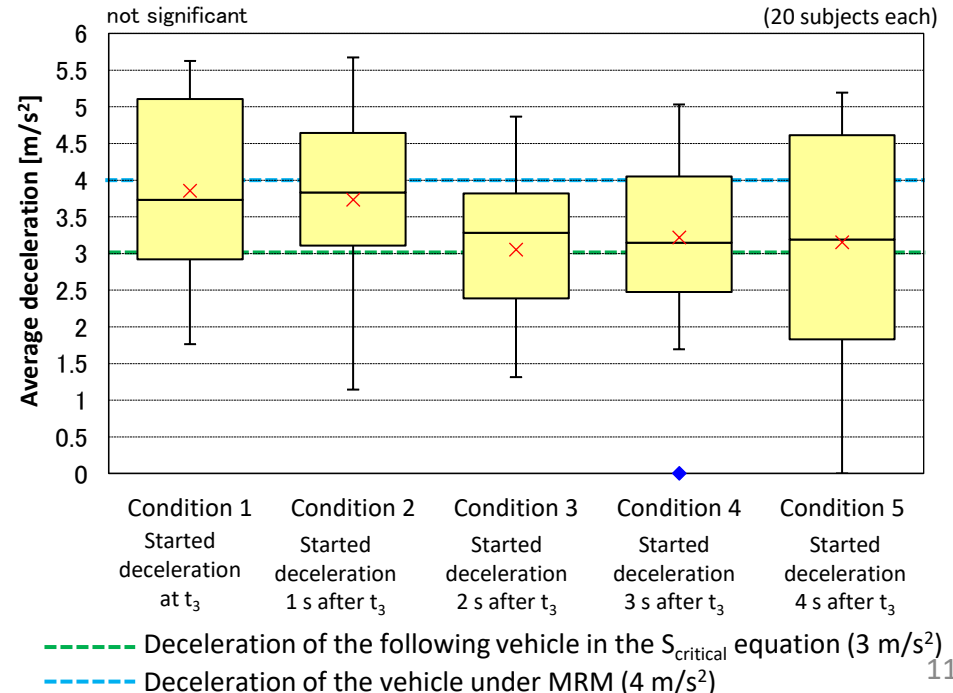 not significant
(20 subjects each)
Average deceleration [m/s²]
6
5.5
5
4.5
4
3.5
3
2.5
2
1.5
1
0.5
0
Condition 1
Started
deceleration
at t₃
Condition 2
Started
deceleration
1 s after t₃
Condition 3
Started
deceleration
2 s after t₃
Condition 4
Started
deceleration
3 s after t₃
Condition 5
Started
deceleration
4 s after t₃
Deceleration of the following vehicle in the S_critical equation (3 m/s²)
Deceleration of the vehicle under MRM (4 m/s²)
11